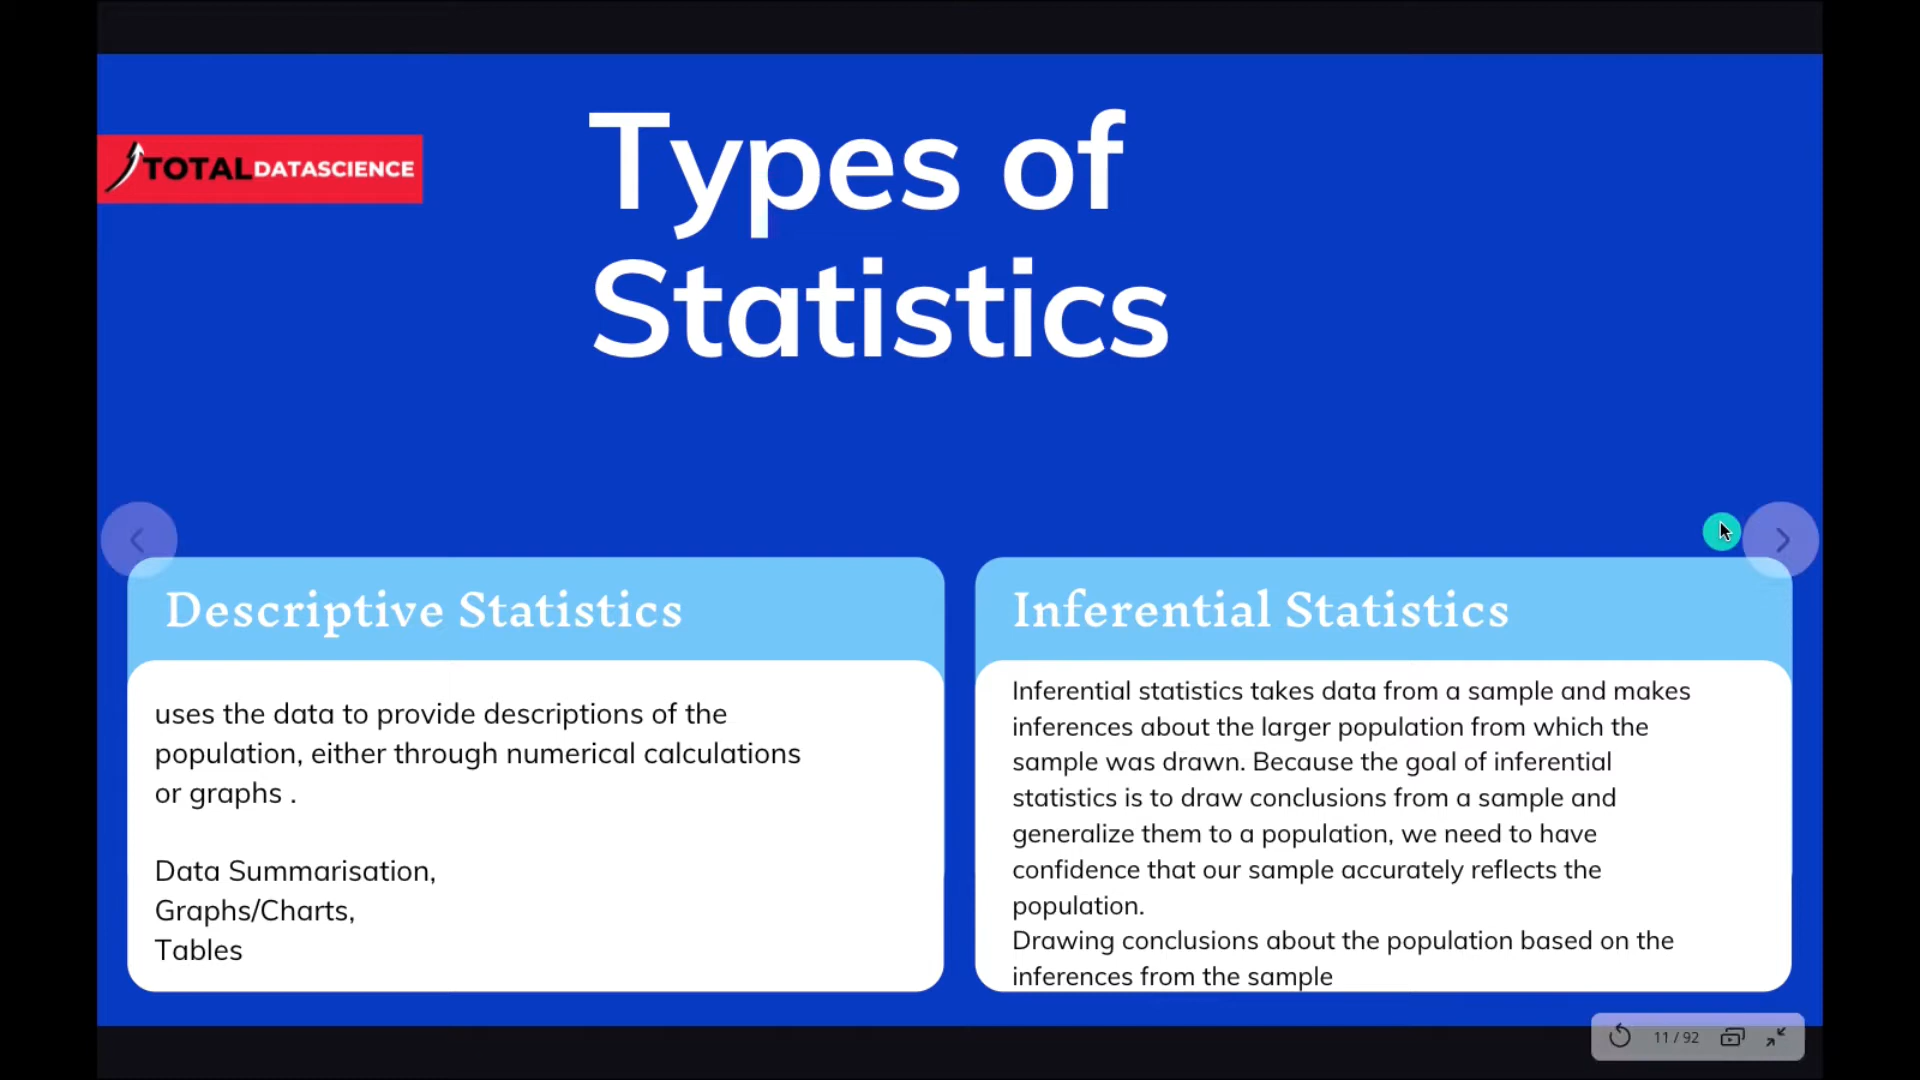 TOTALDATASCIENCE
Types of
Statistics
Descriptive Statistics
uses the data to provide descriptions of the
population, either through numerical calculations
or graphs .
Data Summarisation,
Graphs/Charts,
Tables
Inferential Statistics
Inferential statistics takes data from a sample and makes
inferences about the larger population from which the
sample was drawn. Because the goal of inferential
statistics is to draw conclusions from a sample and
generalize them to a population, we need to have
confidence that our sample accurately reflects the
population.
Drawing conclusions about the population based on the
inferences from the sample
11 / 92